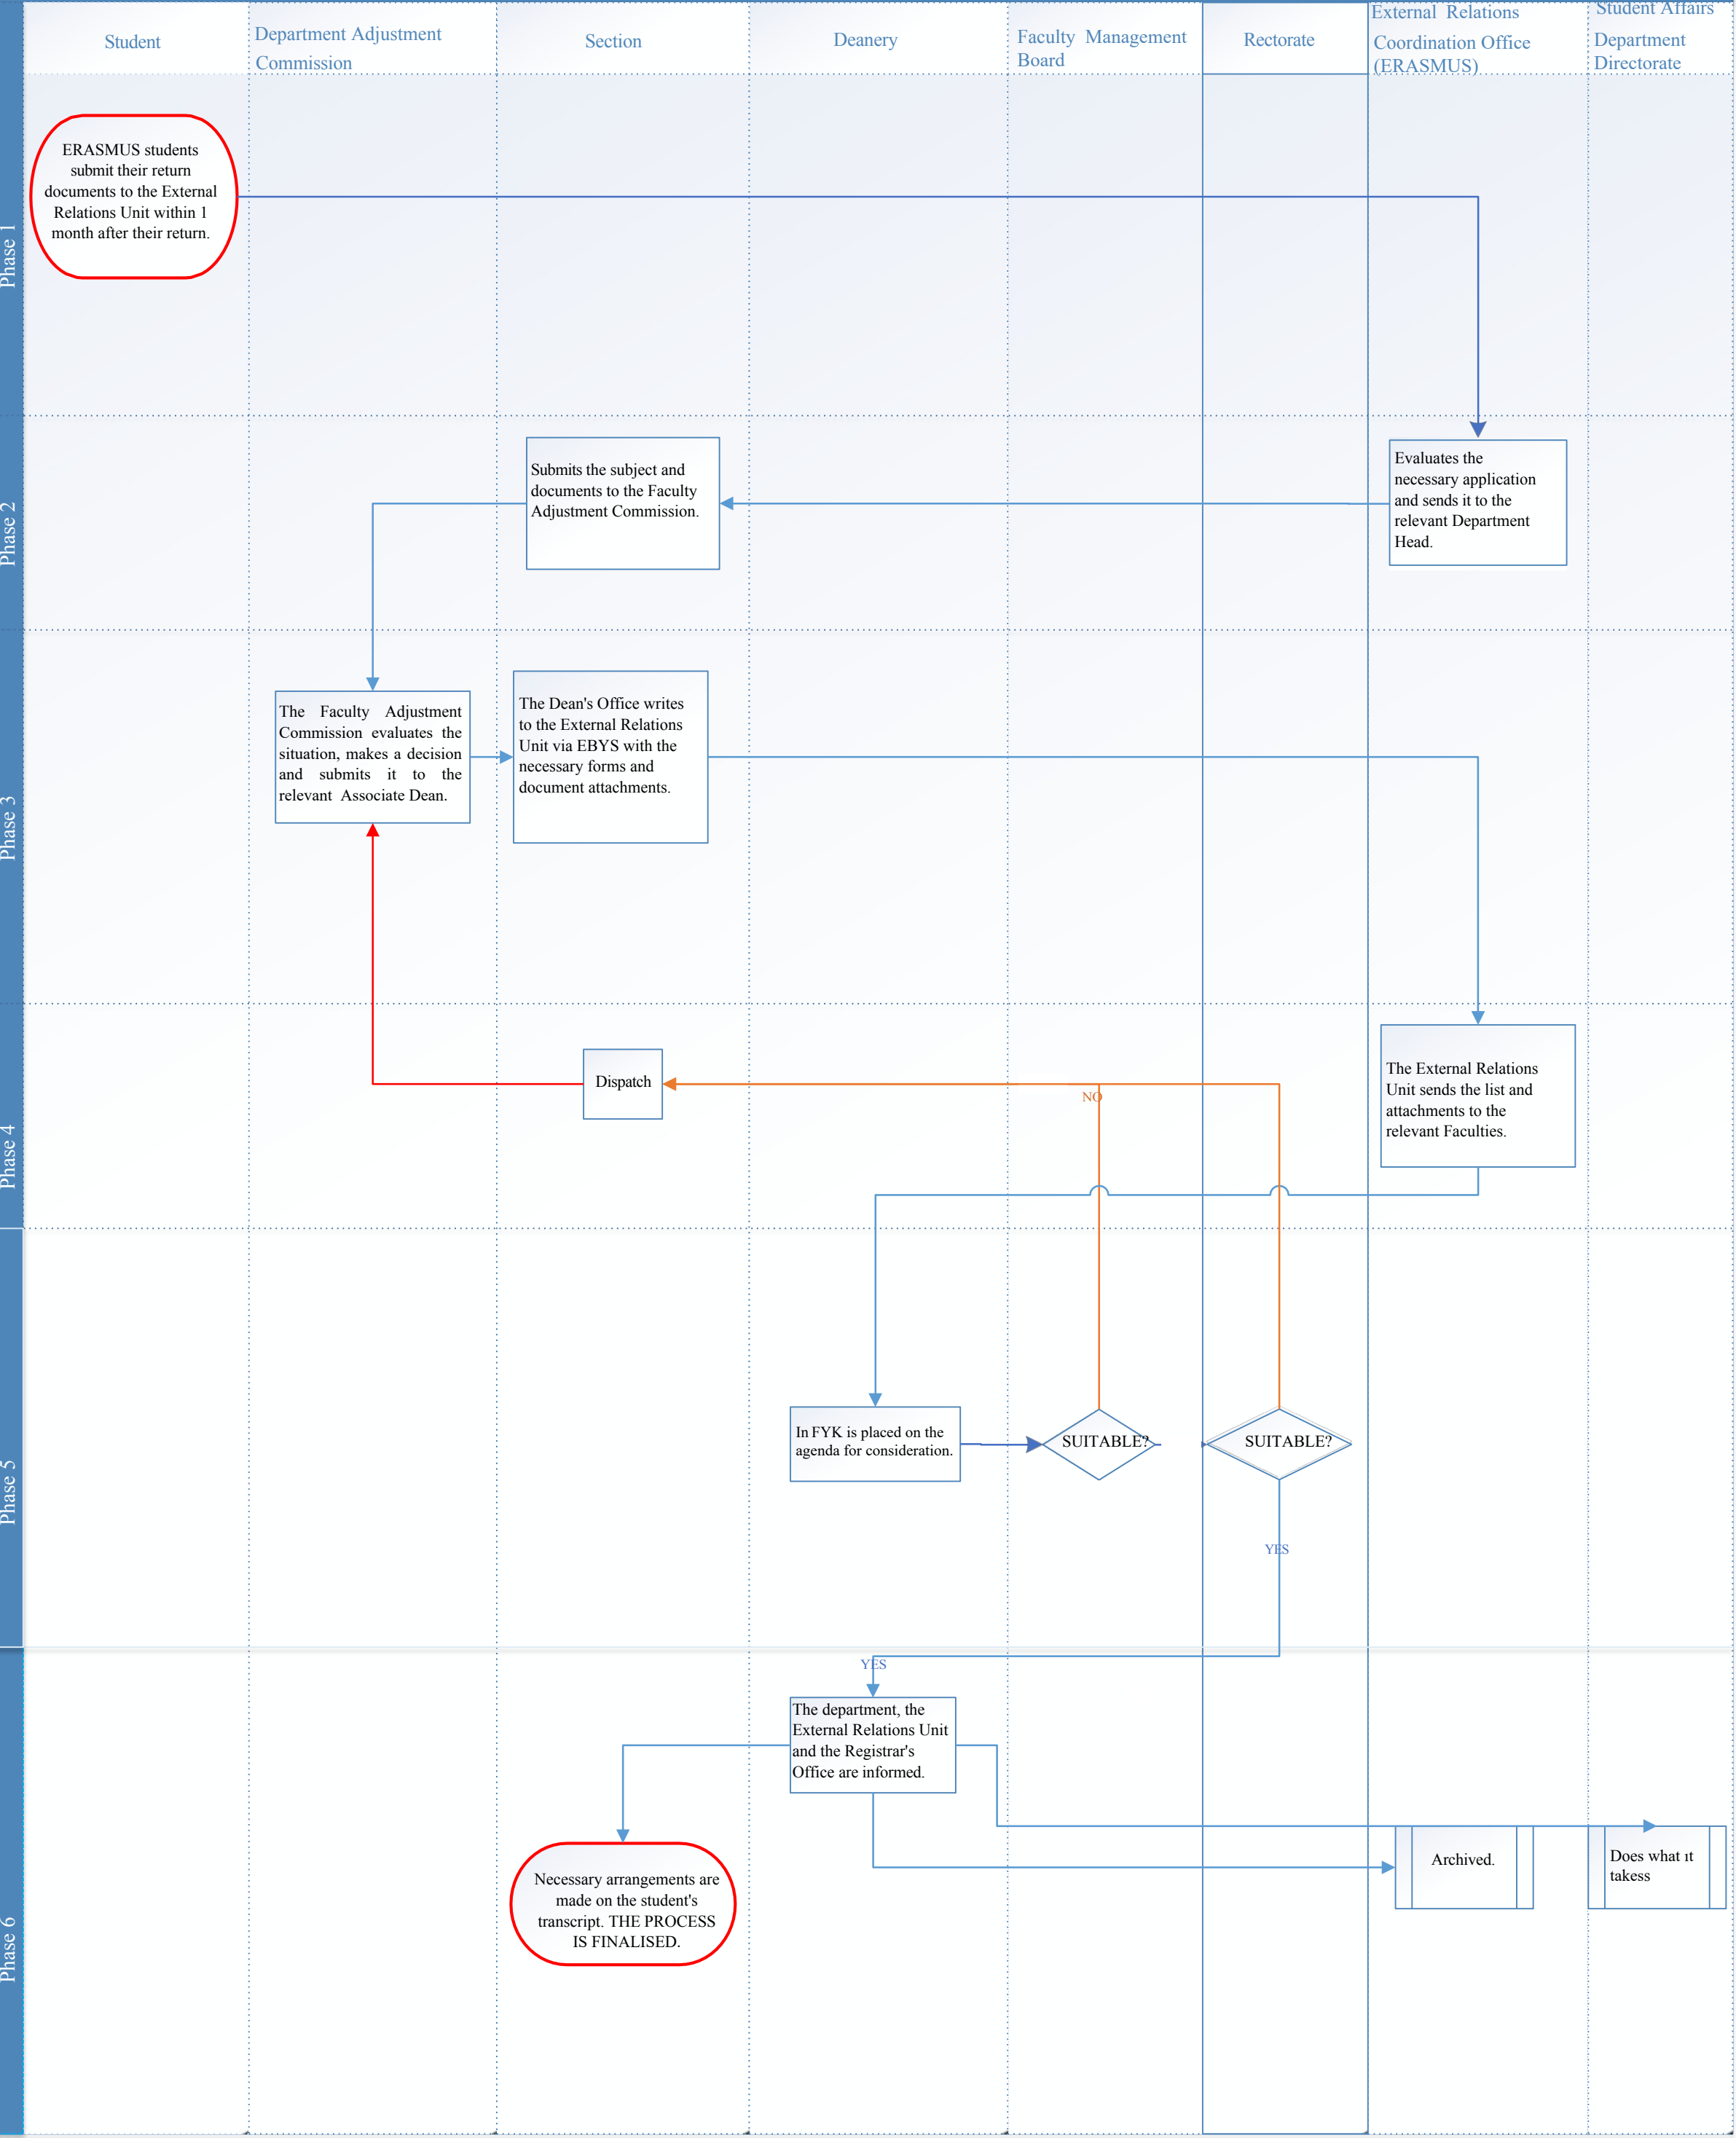 Student
Department Adjustment
Commission
Section
Deanery
Faculty Management
Board
Rectorate
External Relations
Coordination Office
(ERASMUS)
Student Affairs
Department
Directorate
Phase 1
ERASMUS students
submit their return
documents to the External
Relations Unit within 1
month after their return.
Phase 2
Submits the subject and
documents to the Faculty
Adjustment Commission.
Evaluates the
necessary application
and sends it to the
relevant Department
Head.
Phase 3
The Faculty Adjustment
Commission evaluates the
situation, makes a decision
and submits it to the
relevant Associate Dean.
The Dean's Office writes
to the External Relations
Unit via EBYS with the
necessary forms and
document attachments.
Phase 4
Dispatch
NO
The External Relations
Unit sends the list and
attachments to the
relevant Faculties.
Phase 5
In FYK is placed on the
agenda for consideration.
SUITABLE?
SUITABLE?
YES
Phase 6
YES
The department, the
External Relations Unit
and the Registrar's
Office are informed.
Necessary arrangements are
made on the student's
transcript. THE PROCESS
IS FINALISED.
Archived.
Does what ıt
takess